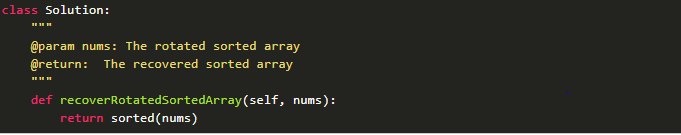 class Solution:
    """
    @param nums: The rotated sorted array
    @return:  The recovered sorted array
    """
    def recoverRotatedSortedArray(self, nums):
        return sorted(nums)